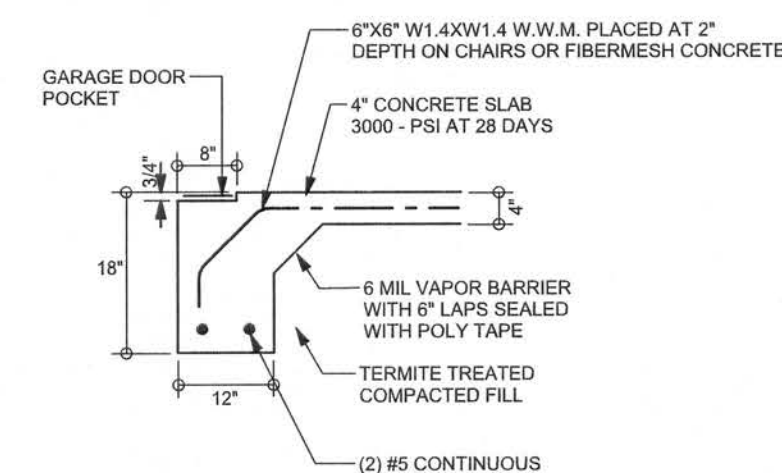 6"X6" W1.4XW1.4 W.W.M. PLACED AT 2"
DEPTH ON CHAIRS OR FIBERMESH CONCRETE
GARAGE DOOR
POCKET
4" CONCRETE SLAB
3000 - PSI AT 28 DAYS
8"
3/4"
4"
18"
6 MIL VAPOR BARRIER
WITH 6" LAPS SEALED
WITH POLY TAPE
TERMITE TREATED
COMPACTED FILL
12"
(2) #5 CONTINUOUS